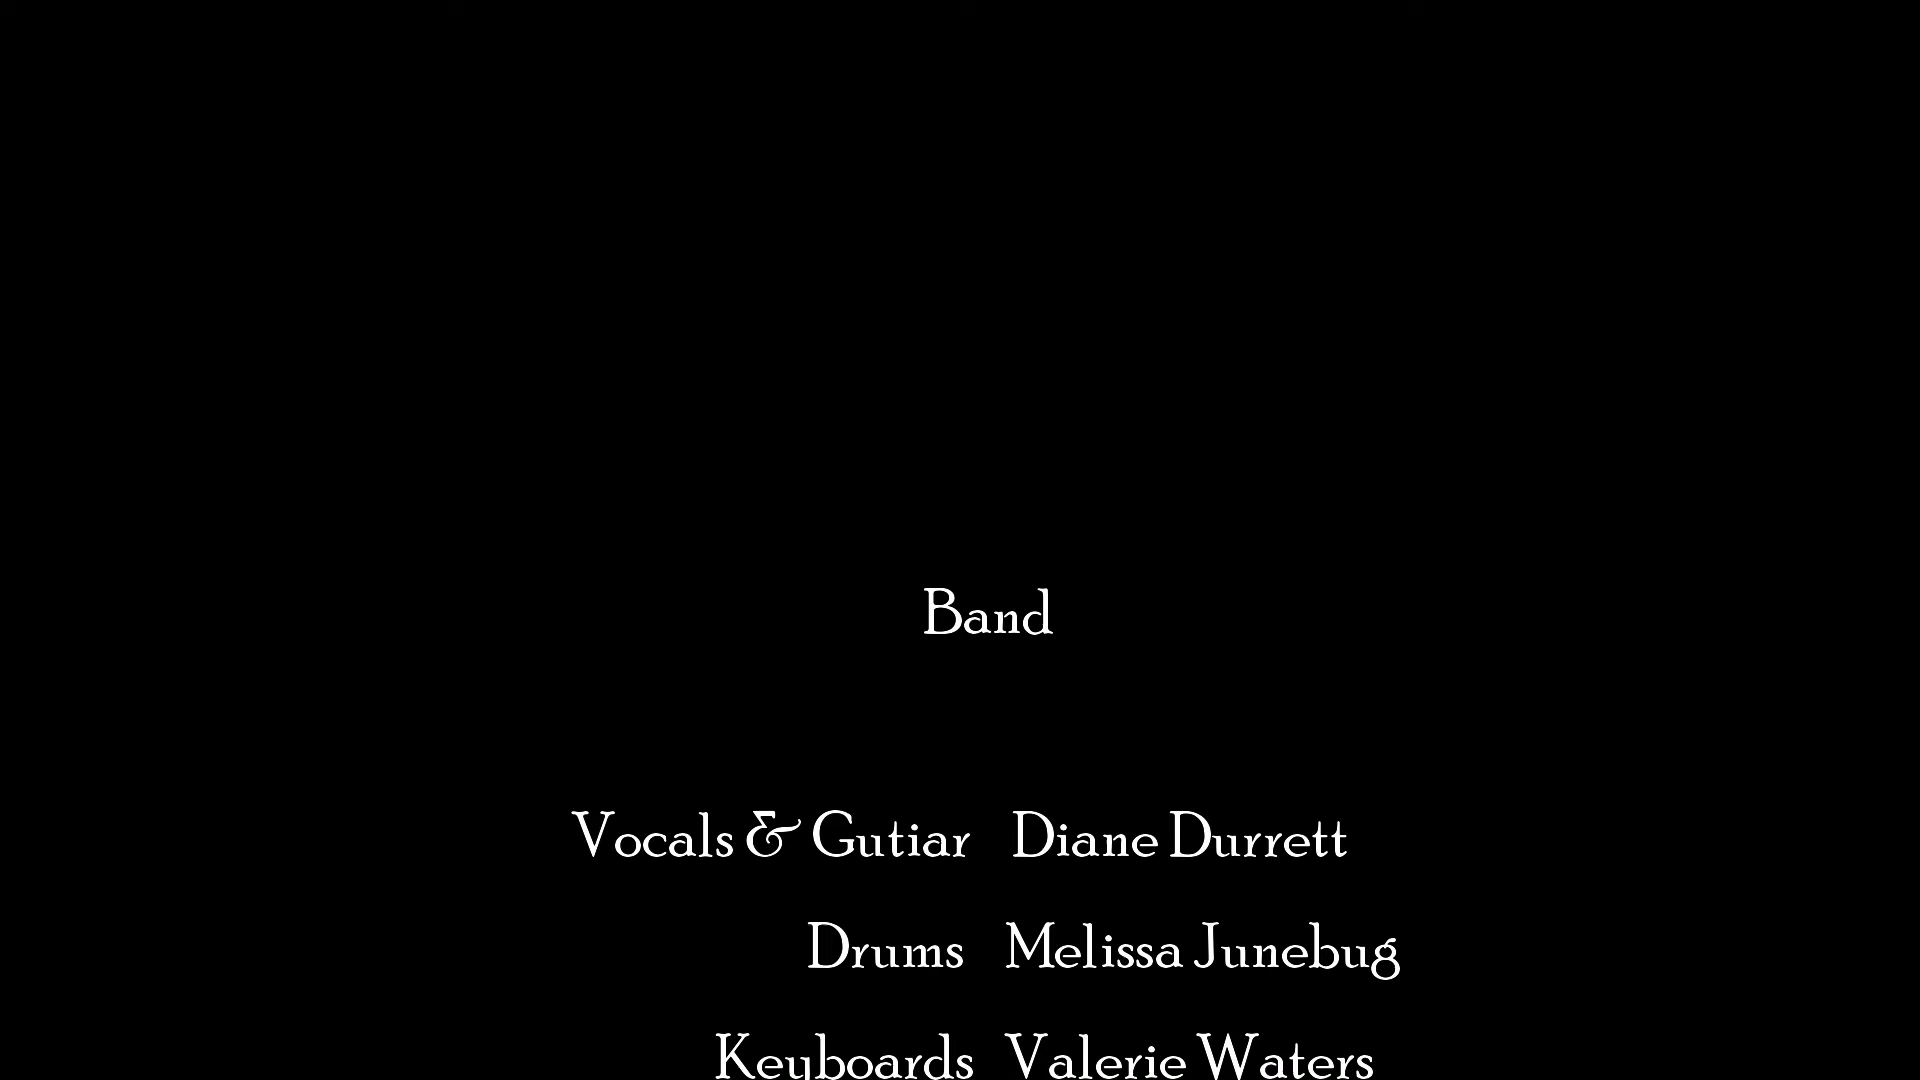 Band
Vocals & Gutiar Diane Durrett
Drums Melissa Junebug
Keyboards Valerie Waters